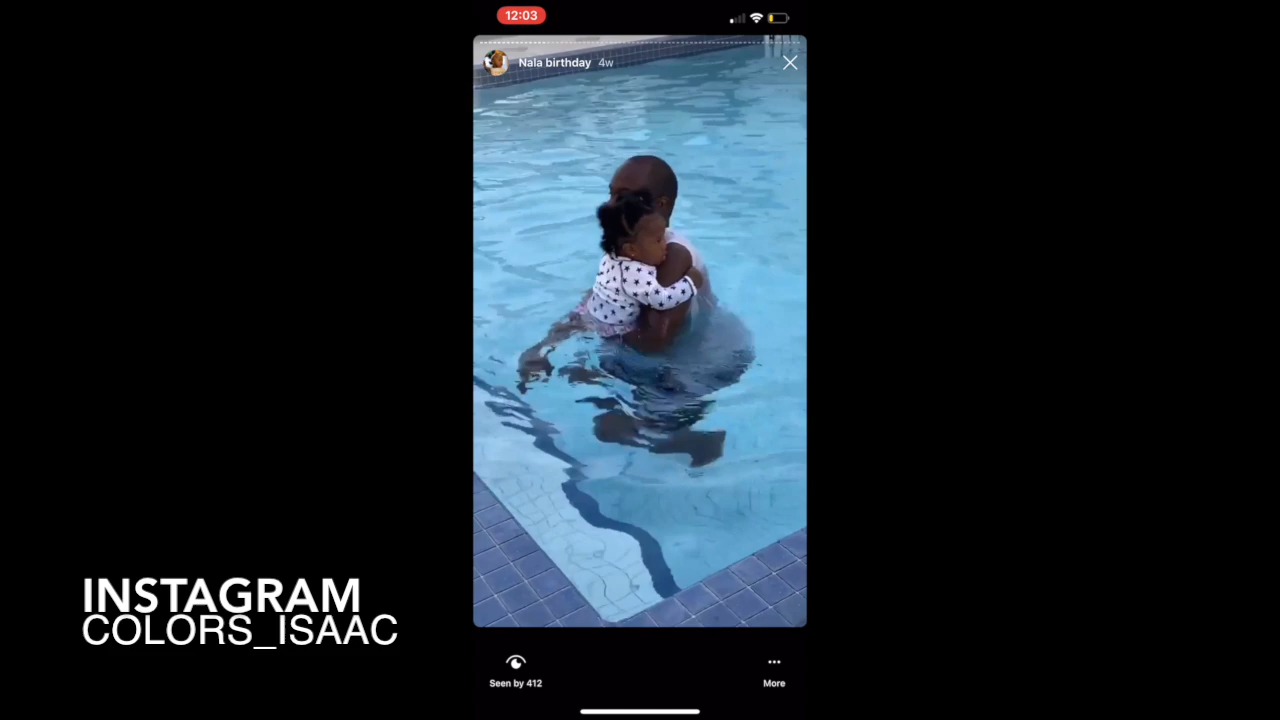 12:03
Nala birthday 4w
INSTAGRAM
COLORS_ISAAC
Seen by 412
More